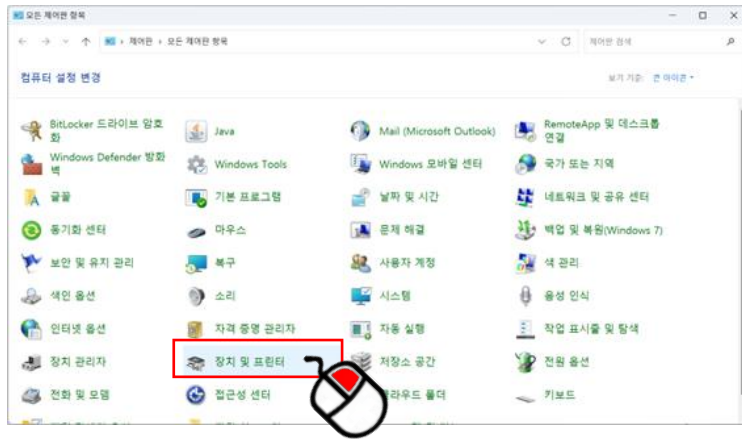 모든 제어판 항목
제어판 › 모든 제어판 항목
제어판 검색
컴퓨터 설정 변경
보기 기준: 큰 아이콘
BitLocker 드라이브 암호화
Java
Mail (Microsoft Outlook)
RemoteApp 및 데스크톱 연결
Windows Defender 방화벽
Windows Tools
Windows 모바일 센터
국가 또는 지역
글꼴
기본 프로그램
날짜 및 시간
네트워크 및 공유 센터
동기화 센터
마우스
문제 해결
백업 및 복원(Windows 7)
보안 및 유지 관리
복구
사용자 계정
색 관리
색인 옵션
소리
시스템
음성 인식
인터넷 옵션
자격 증명 관리자
자동 실행
작업 표시줄 및 탐색
장치 관리자
장치 및 프린터
저장소 공간
전원 옵션
전화 및 모뎀
접근성 센터
라우드 폴더
키보드